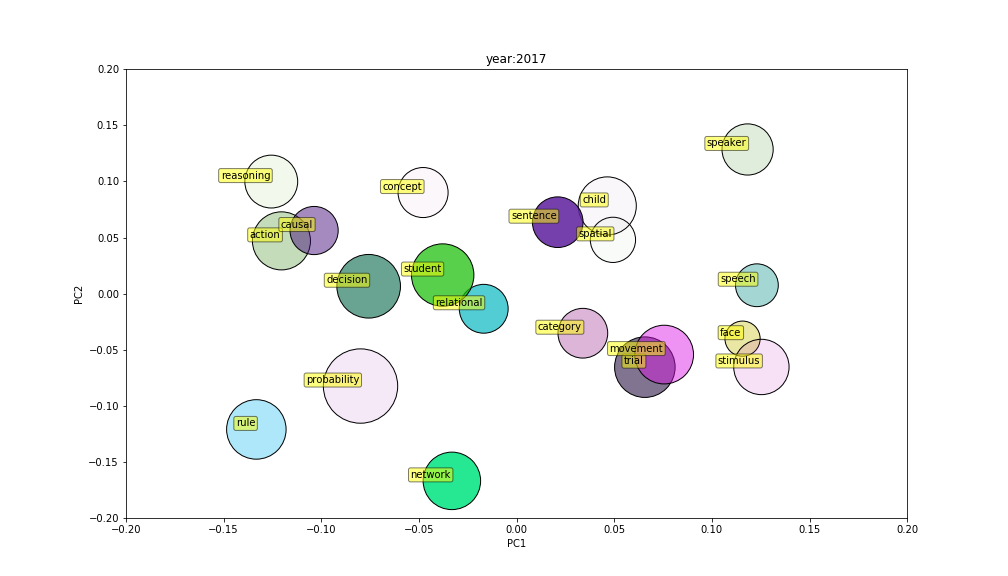 year:2017
0.20
0.15
0.10
0.05
0.00
−0.05
−0.10
−0.15
−0.20
PC2
speaker
reasoning
concept
child
sentence
causal
action
spatial
student
decision
speech
relational
category
face
movement
trial
stimulus
probability
rule
network
−0.20 −0.15 −0.10 −0.05 0.00 0.05 0.10 0.15 0.20
PC1